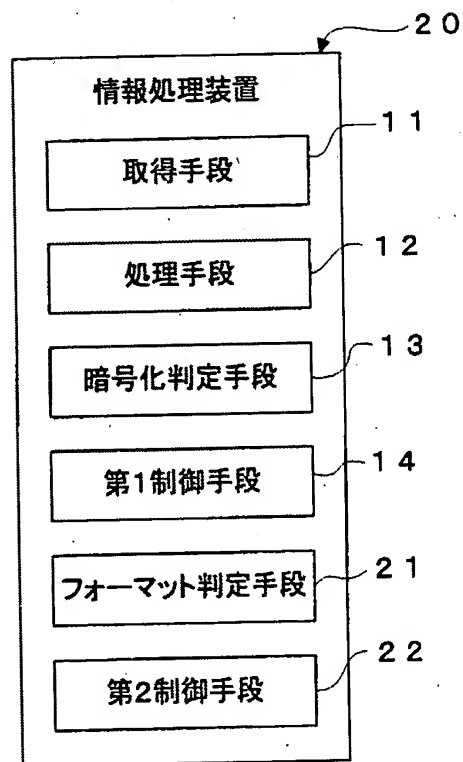 20
情報処理装置
11
取得手段
12
処理手段
13
暗号化判定手段
14
第1制御手段
21
フォーマット判定手段
22
第2制御手段